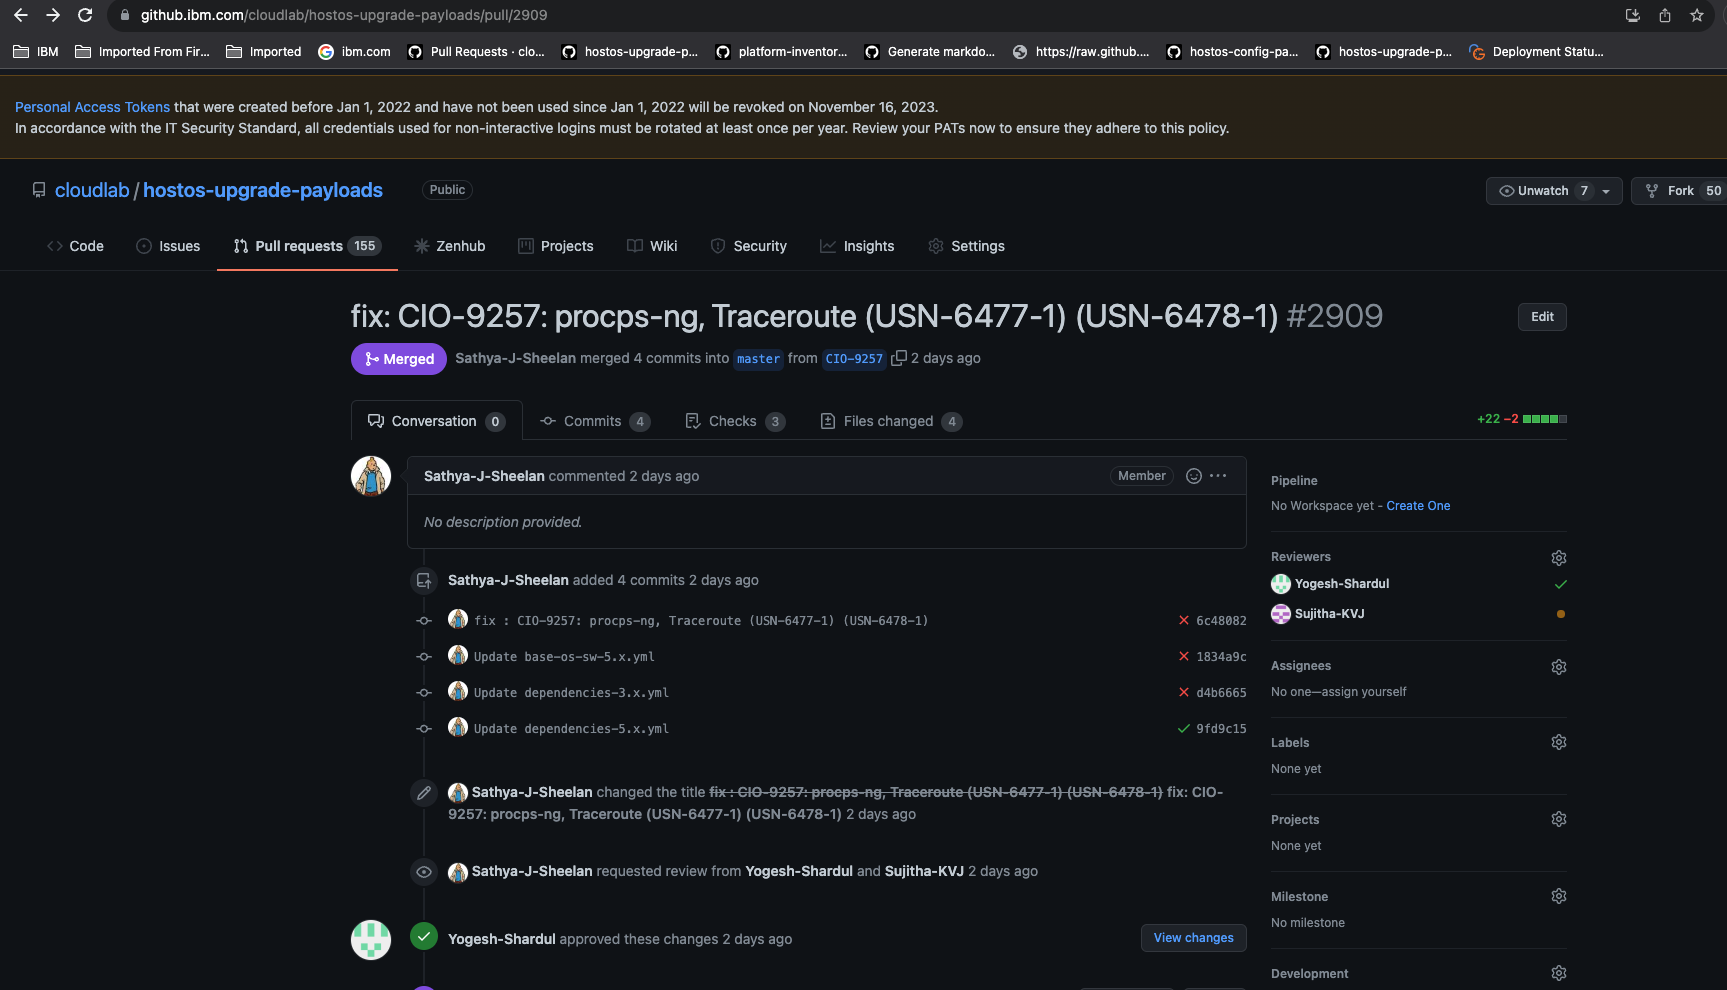 github.ibm.com/cloudlab/hostos-upgrade-payloads/pull/2909
IBM Imported From Fir... Imported ibm.com Pull Requests · clo... hostos-upgrade-p... platform-inventor... Generate markdo... https://raw.github.... hostos-config-pa... hostos-upgrade-p... Deployment Statu...
Personal Access Tokens that were created before Jan 1, 2022 and have not been used since Jan 1, 2022 will be revoked on November 16, 2023.
In accordance with the IT Security Standard, all credentials used for non-interactive logins must be rotated at least once per year. Review your PATs now to ensure they adhere to this policy.
cloudlab / hostos-upgrade-payloads Public
Unwatch 7 Fork 50
Code Issues Pull requests 155 Zenhub Projects Wiki Security Insights Settings
fix: CIO-9257: procps-ng, Traceroute (USN-6477-1) (USN-6478-1) #2909
Edit
Merged Sathya-J-Sheelan merged 4 commits into master from CIO-9257 2 days ago
Conversation 0 Commits 4 Checks 3 Files changed 4
+22 −2
Sathya-J-Sheelan commented 2 days ago Member
No description provided.
Sathya-J-Sheelan added 4 commits 2 days ago
fix : CIO-9257: procps-ng, Traceroute (USN-6477-1) (USN-6478-1) 6c48082
Update base-os-sw-5.x.yml 1834a9c
Update dependencies-3.x.yml d4b6665
Update dependencies-5.x.yml 9fd9c15
Sathya-J-Sheelan changed the title fix : CIO-9257: procps-ng, Traceroute (USN-6477-1) (USN-6478-1) fix: CIO-
9257: procps-ng, Traceroute (USN-6477-1) (USN-6478-1) 2 days ago
Sathya-J-Sheelan requested review from Yogesh-Shardul and Sujitha-KVJ 2 days ago
Yogesh-Shardul approved these changes 2 days ago
View changes
Pipeline
No Workspace yet - Create One
Reviewers
Yogesh-Shardul
Sujitha-KVJ
Assignees
No one—assign yourself
Labels
None yet
Projects
None yet
Milestone
No milestone
Development